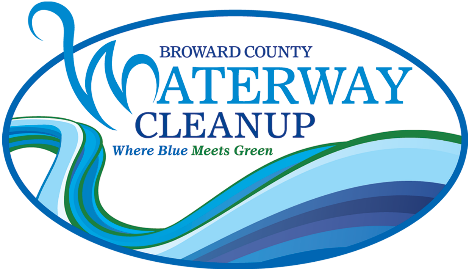 BROWARD COUNTY
WATERWAY
CLEANUP
Where Blue Meets Green